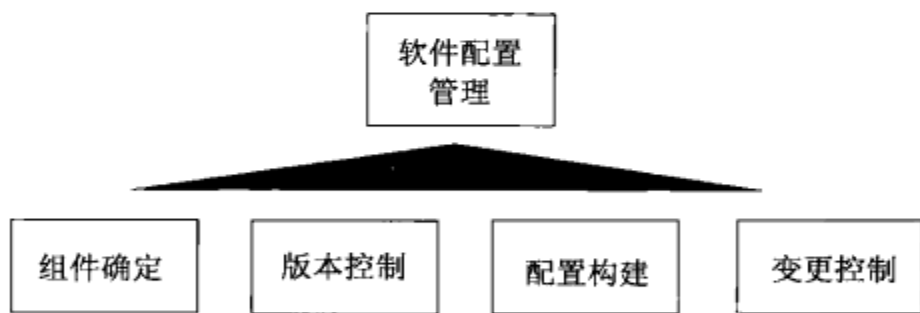 软件配置
管理
组件确定
版本控制
配置构建
变更控制